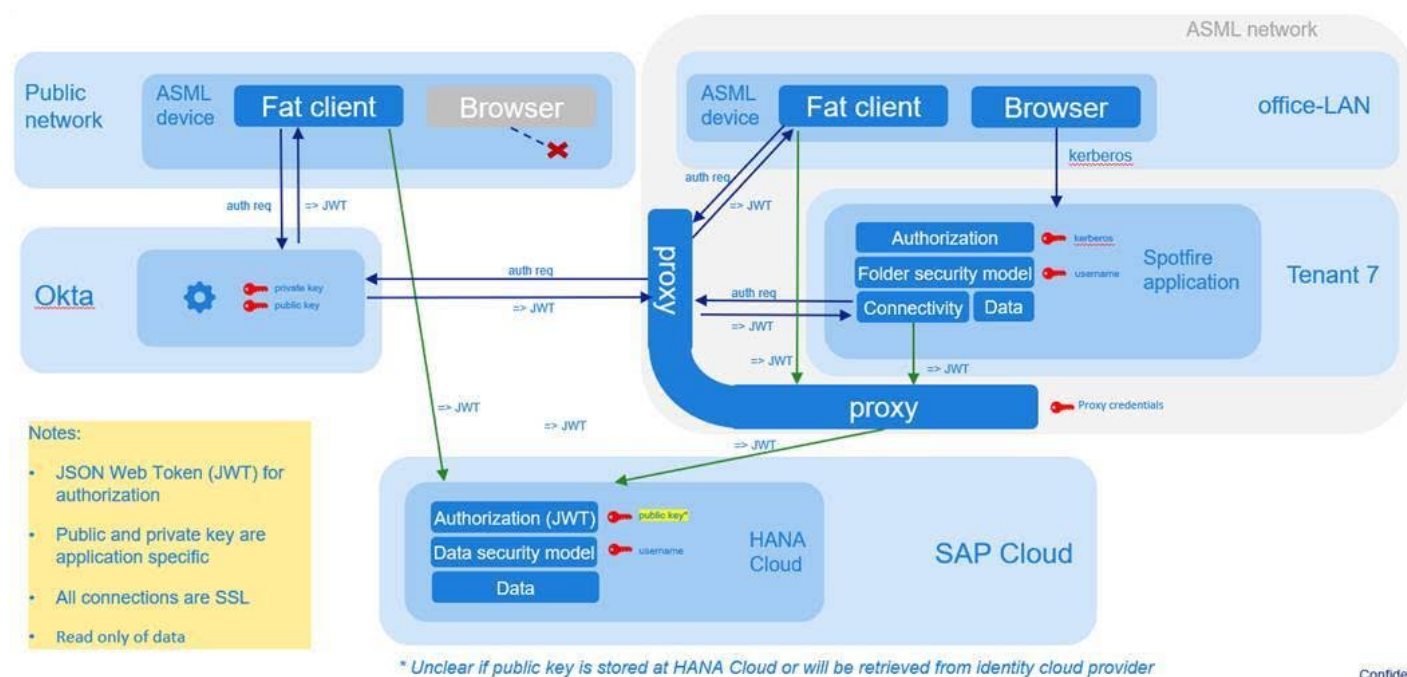 ASML network
Public
network
ASML
device
Fat client
Browser
ASML
device
Fat client
Browser
office-LAN
kerberos
auth req
=> JWT
auth req
=> JWT
Okta
private key
public key
auth req
=> JWT
proxy
auth req
=> JWT
Authorization
kerberos
Folder security model
username
Connectivity
Data
Spotfire
application
Tenant 7
=> JWT
=> JWT
proxy
Proxy credentials
=> JWT
=> JWT
=> JWT
Notes:
• JSON Web Token (JWT) for
authorization
• Public and private key are
application specific
• All connections are SSL
• Read only of data
Authorization (JWT)
public key*
Data security model
username
Data
HANA
Cloud
SAP Cloud
* Unclear if public key is stored at HANA Cloud or will be retrieved from identity cloud provider
Confide